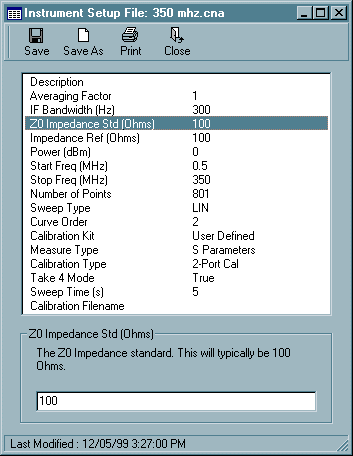 Instrument Setup File: 350 mhz.cna
Save Save As Print Close
Description
Averaging Factor 1
IF Bandwidth (Hz) 300
Z0 Impedance Std (Ohms) 100
Impedance Ref (Ohms) 100
Power (dBm) 0
Start Freq (MHz) 0.5
Stop Freq (MHz) 350
Number of Points 801
Sweep Type LIN
Curve Order 2
Calibration Kit User Defined
Measure Type S Parameters
Calibration Type 2-Port Cal
Take 4 Mode True
Sweep Time (s) 5
Calibration Filename
Z0 Impedance Std (Ohms)
The Z0 Impedance standard. This will typically be 100
Ohms.
100
Last Modified : 12/05/99 3:27:00 PM